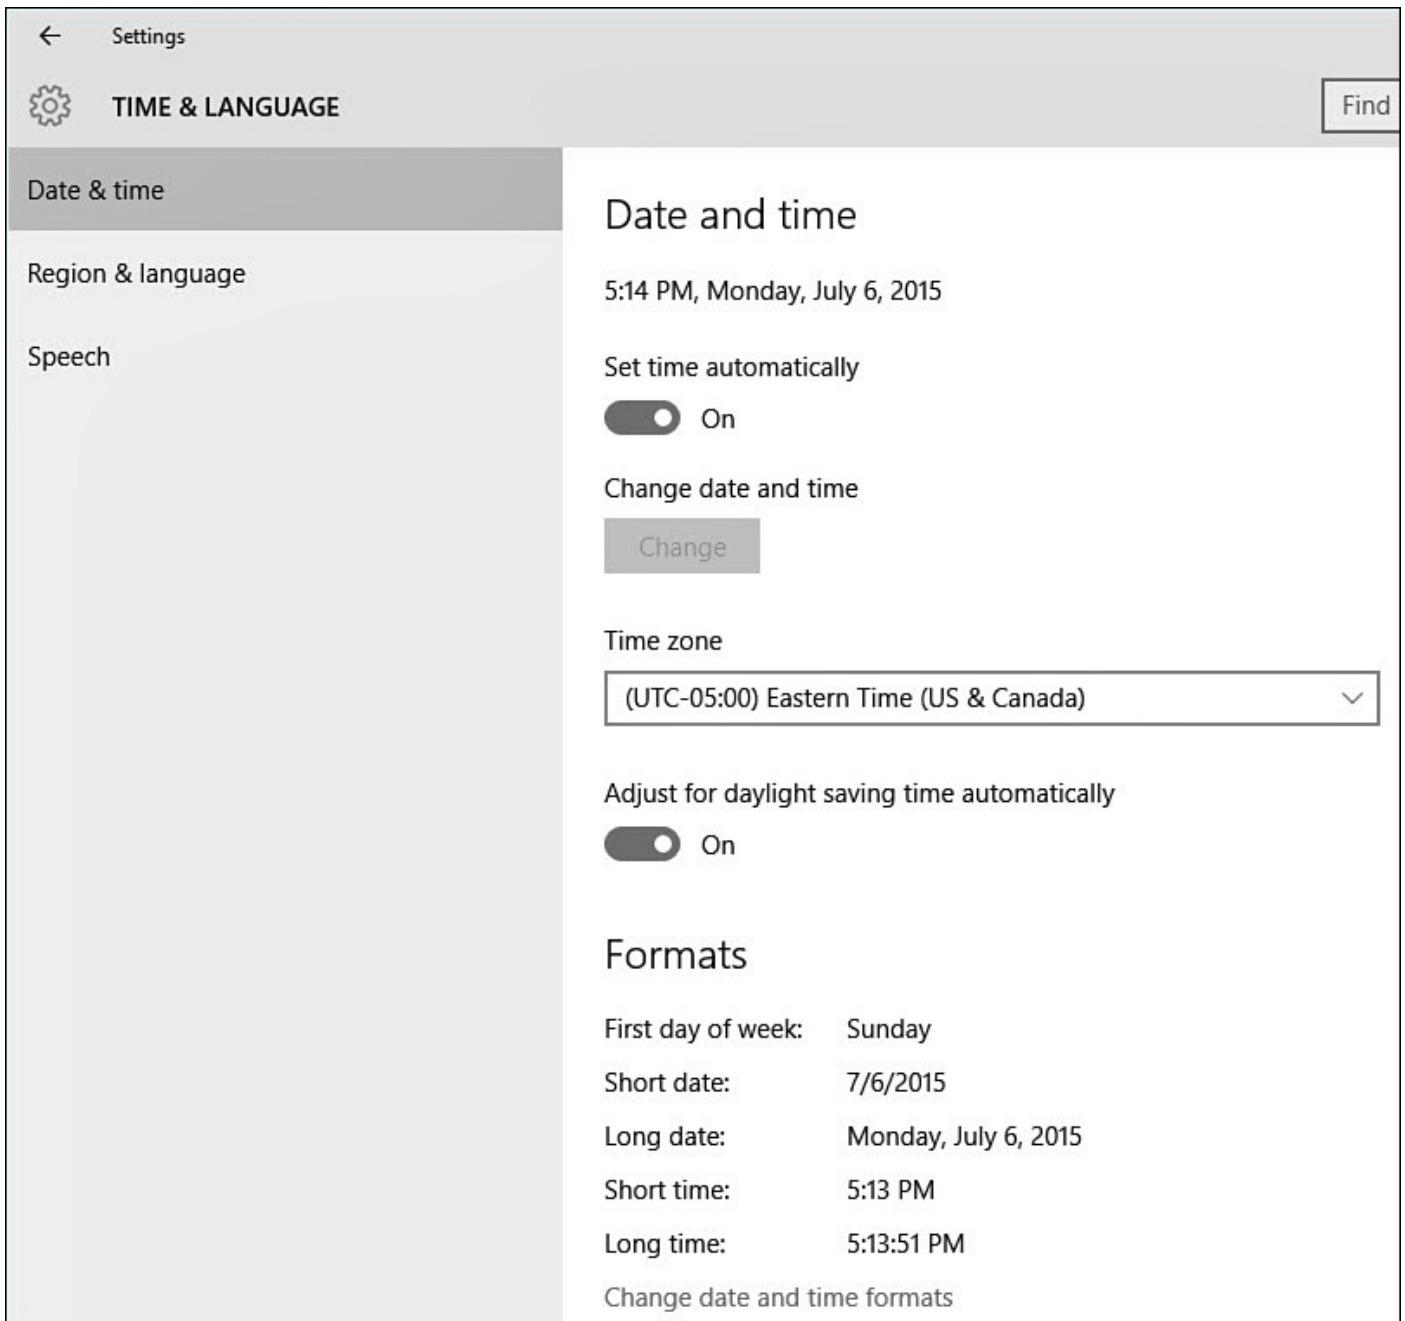 Settings
TIME & LANGUAGE
Find
Date & time
Region & language
Speech
Date and time
5:14 PM, Monday, July 6, 2015
Set time automatically
On
Change date and time
Change
Time zone
(UTC-05:00) Eastern Time (US & Canada)
Adjust for daylight saving time automatically
On
Formats
First day of week: Sunday
Short date: 7/6/2015
Long date: Monday, July 6, 2015
Short time: 5:13 PM
Long time: 5:13:51 PM
Change date and time formats